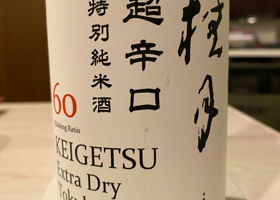 桂月
超辛口
特別純米酒
60
Polishing Ratio
KEIGETSU
Extra Dry